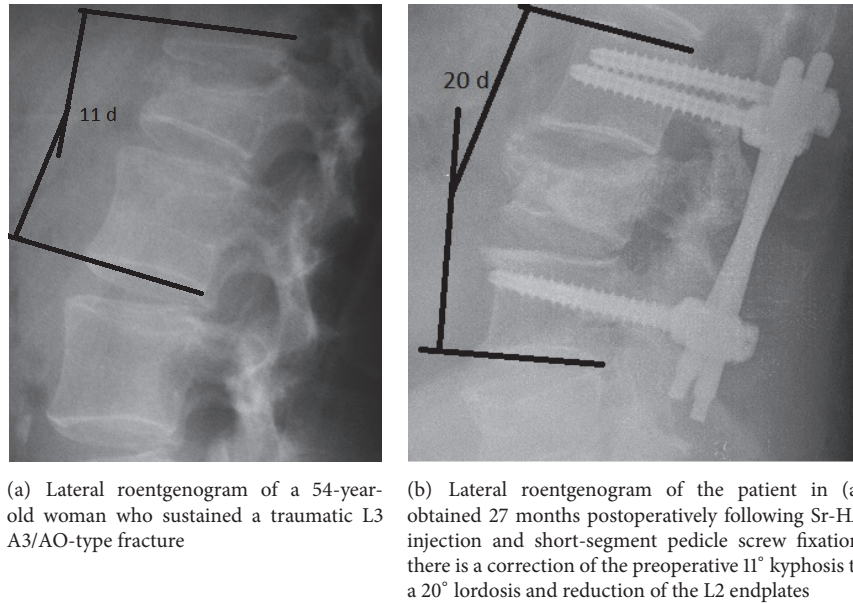 11 d
20 d
(a) Lateral roentgenogram of a 54-year-
old woman who sustained a traumatic L3
A3/AO-type fracture
(b) Lateral roentgenogram of the patient in (a
obtained 27 months postoperatively following Sr-HA
injection and short-segment pedicle screw fixation
there is a correction of the preoperative 11° kyphosis t
a 20° lordosis and reduction of the L2 endplates